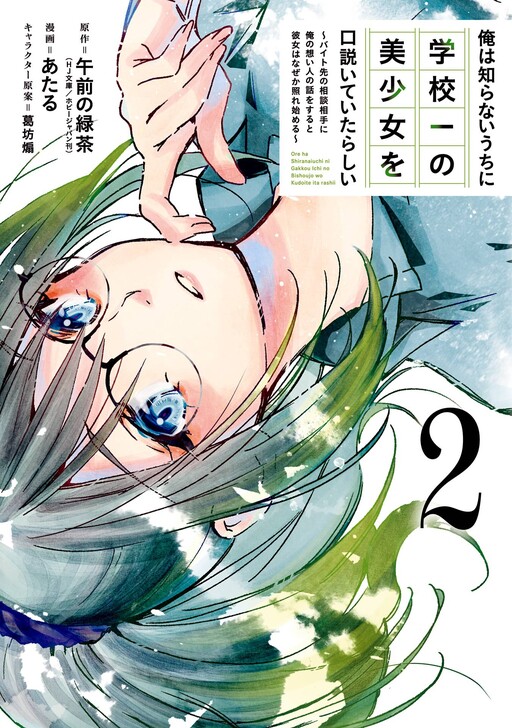 俺は知らないうちに
学校一の
美少女を
口説いていたらしい
～バイト先の相談相手に
俺の想い人の話をすると
彼女はなぜか照れ始める～
Ore ha
Shiranaiuchi ni
Gakkou Ichi no
Bishoujo wo
Kudoite ita rashii
原作＝午前の緑茶
（HJ文庫／ホビージャパン刊）
漫画＝あたる
キャラクター原案＝葛坊煽
2